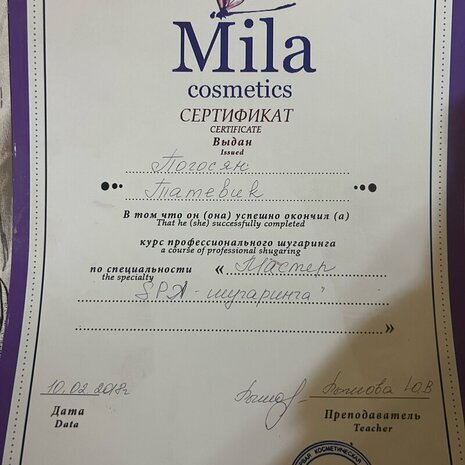 Mila
cosmetics
СЕРТИФИКАТ
CERTIFICATE
Выдан
Issued
Погосян
Татевик
В том что он (она) успешно окончил (а)
That he (she) successfully completed
курс профессионального шугаринга
a course of professional shugaring
по специальности « Мастер
the specialty
SPA - шугаринга"
»
10.02.2018г
Дата
Data
Ю.В
Преподаватель
Teacher
КОСМЕТИЧЕСКАЯ